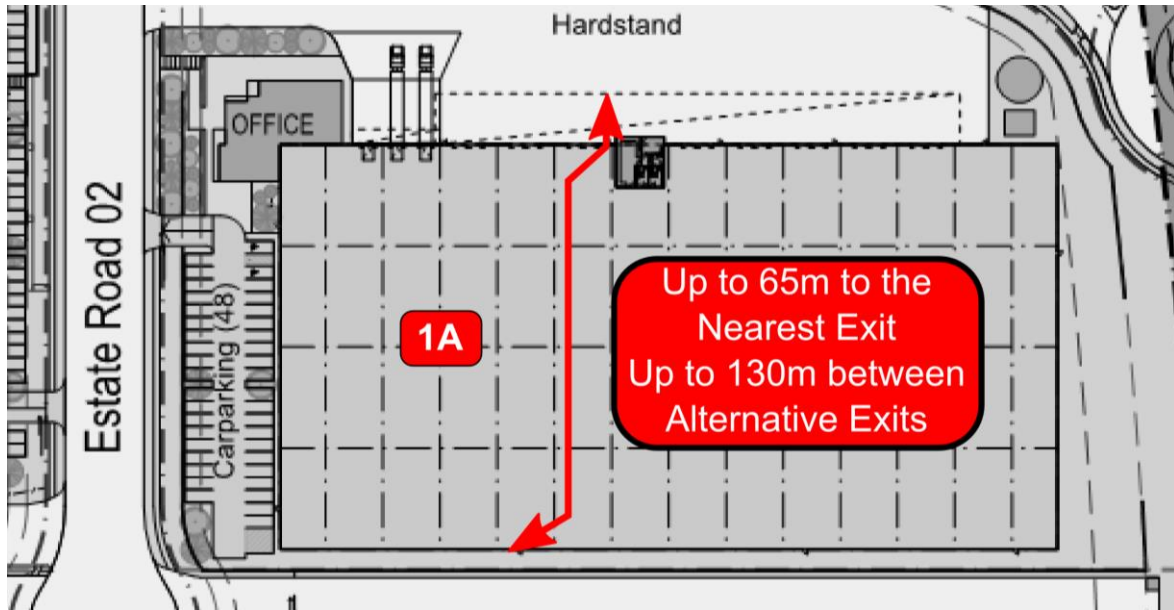 Hardstand
OFFICE
Estate Road 02
Carparking (48)
1A
Up to 65m to the
Nearest Exit
Up to 130m between
Alternative Exits